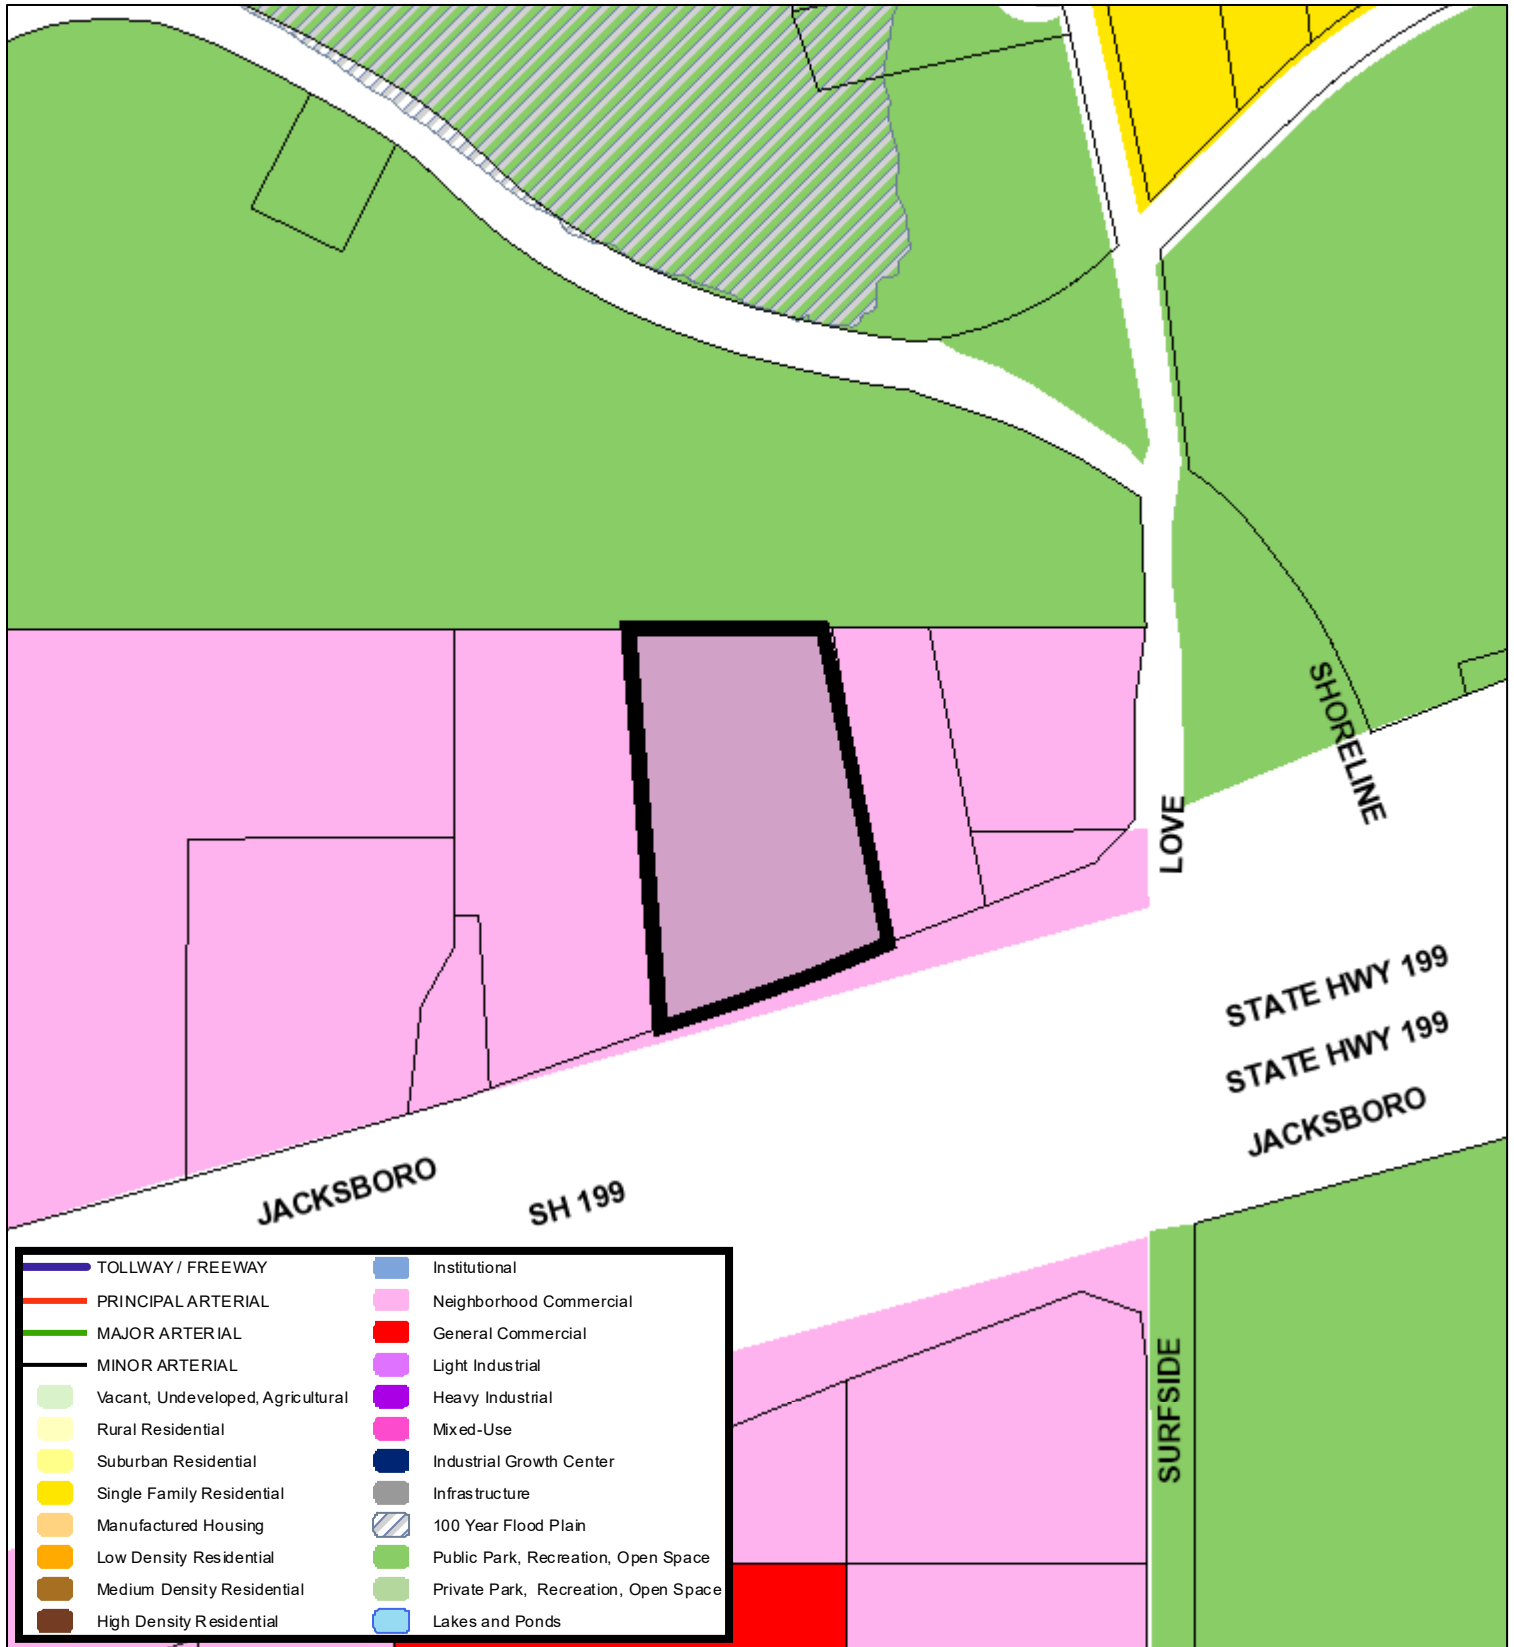 SHORELINE
LOVE
STATE HWY 199
STATE HWY 199
JACKSBORO
JACKSBORO
SH 199
SURFSIDE
TOLLWAY / FREEWAY
PRINCIPAL ARTERIAL
MAJOR ARTERIAL
MINOR ARTERIAL
Vacant, Undeveloped, Agricultural
Rural Residential
Suburban Residential
Single Family Residential
Manufactured Housing
Low Density Residential
Medium Density Residential
High Density Residential
Institutional
Neighborhood Commercial
General Commercial
Light Industrial
Heavy Industrial
Mixed-Use
Industrial Growth Center
Infrastructure
100 Year Flood Plain
Public Park, Recreation, Open Space
Private Park, Recreation, Open Space
Lakes and Ponds